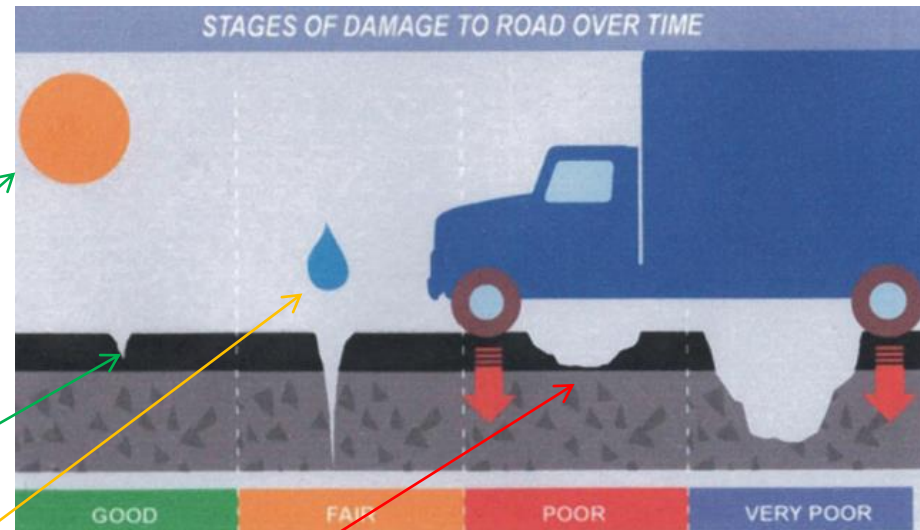 STAGES OF DAMAGE TO ROAD OVER TIME
GOOD
FAIR
POOR
VERY POOR